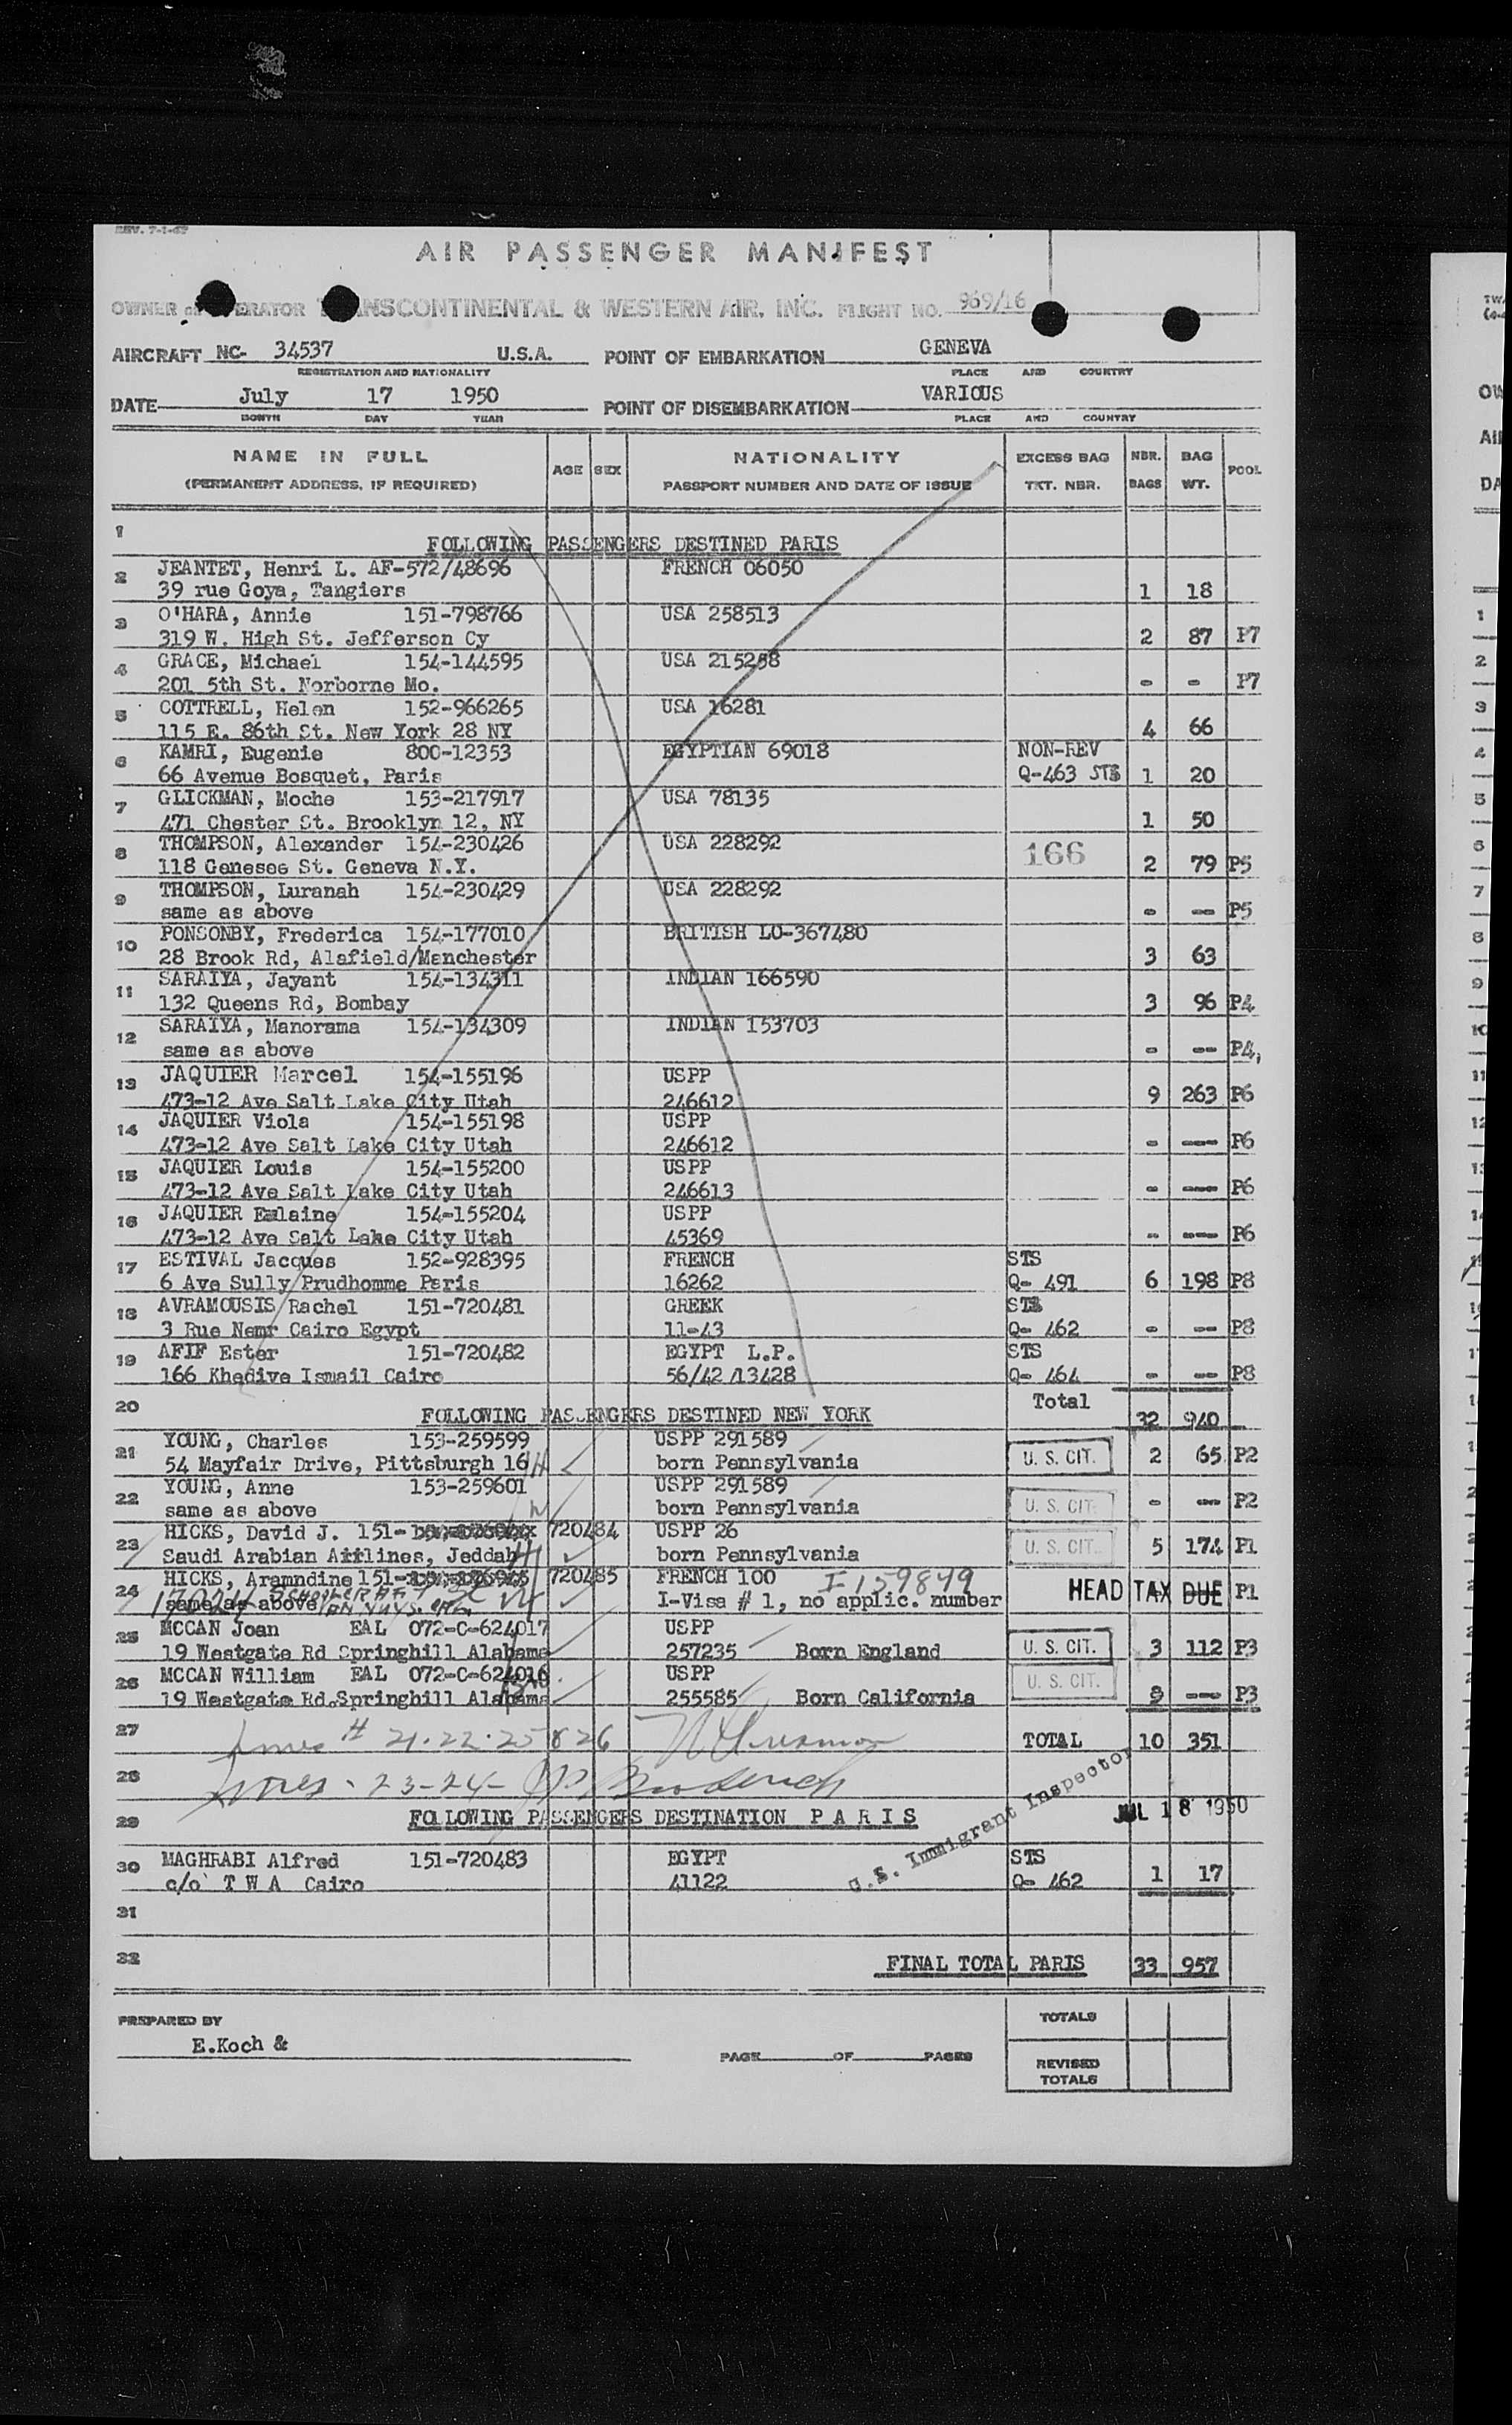 REV. 7-1-47
AIR PASSENGER MANIFEST
OWNER or OPERATOR TRANSCONTINENTAL & WESTERN AIR, INC. FLIGHT NO. 969/16
AIRCRAFT NC- 34537 U.S.A. POINT OF EMBARKATION GENEVA
REGISTRATION AND NATIONALITY PLACE AND COUNTRY
DATE July 17 1950 POINT OF DISEMBARKATION VARIOUS
MONTH DAY YEAR PLACE AND COUNTRY
NAME IN FULL AGE SEX NATIONALITY EXCESS BAG NBR. BAG POOL
(PERMANENT ADDRESS, IF REQUIRED) PASSPORT NUMBER AND DATE OF ISSUE TKT. NBR. BAGS WT.
1 FOLLOWING PASSENGERS DESTINED PARIS
2 JEANTET, Henri L. AF-572/48696 FRENCH 06050
39 rue Goya, Tangiers 1 18
3 O'HARA, Annie 151-798766 USA 258513
319 W. High St. Jefferson Cy 2 87 P7
4 GRACE, Michael 154-144595 USA 215258
201 5th St. Norborne Mo. - - P7
5 COTTRELL, Helen 152-966265 USA 16281
115 E. 86th St. New York 28 NY 4 66
6 KAMRI, Eugenie 800-12353 EGYPTIAN 69018 NON-REV
66 Avenue Bosquet, Paris Q-463 STS 1 20
7 GLICKMAN, Moche 153-217917 USA 78135
471 Chester St. Brooklyn 12, NY 1 50
8 THOMPSON, Alexander 154-230426 USA 228292 166
118 Genesee St. Geneva N.Y. 2 79 P5
9 THOMPSON, Luranah 154-230429 USA 228292
same as above - -- P5
10 PONSONBY, Frederica 154-177010 BRITISH LO-367480
28 Brook Rd, Alafield/Manchester 3 63
11 SARAIYA, Jayant 154-134311 INDIAN 166590
132 Queens Rd, Bombay 3 96 P4
12 SARAIYA, Manorama 154-134309 INDIAN 153703
same as above - -- P4,
13 JAQUIER Marcel 154-155196 USPP
473-12 Ave Salt Lake City Utah 246612 9 263 P6
14 JAQUIER Viola 154-155198 USPP
473-12 Ave Salt Lake City Utah 246612 - --- P6
15 JAQUIER Louis 154-155200 USPP
473-12 Ave Salt Lake City Utah 246613 - --- P6
16 JAQUIER Ealaine 154-155204 USPP
473-12 Ave Salt Lake City Utah 45369 -- --- P6
17 ESTIVAL Jacques 152-928395 FRENCH STS
6 Ave Sully Prudhomme Paris 16262 Q- 491 6 198 P8
18 AVRAMOUSIS Rachel 151-720481 GREEK STS
3 Rue Nemr Cairo Egypt 11-43 Q- 462 - -- P8
19 AFIF Ester 151-720482 EGYPT L.P. STS
166 Khedive Ismail Cairo 56/42/13428 Q- 464 - -- P8
20 FOLLOWING PASSENGERS DESTINED NEW YORK Total 32 940
21 YOUNG, Charles 153-259599 USPP 291589
54 Mayfair Drive, Pittsburgh 16 born Pennsylvania U. S. CIT. 2 65 P2
22 YOUNG, Anne 153-259601 USPP 291589
same as above born Pennsylvania U. S. CIT. - -- P2
23 HICKS, David J. 151- 720484 USPP 26
Saudi Arabian Airlines, Jeddah born Pennsylvania U. S. CIT. 5 174 P1
24 HICKS, Aramndine 151- 720485 FRENCH 100 I-159849
same as above I-Visa # 1, no applic. number HEAD TAX DUE P1
25 MCCAN Joan EAL 072-C-624017 USPP
19 Westgate Rd Springhill Alabama 257235 Born England U. S. CIT. 3 112 P3
26 MCCAN William EAL 072-C-624016 USPP
19 Westgate Rd.Springhill Alabama 255585 Born California U. S. CIT. --- P3
27 # 21.22.25 & 26 TOTAL 10 351
28 23-24-
U.S. Immigrant Inspector
JUL 18 1950
29 FOLLOWING PASSENGERS DESTINATION P A R I S
30 MAGHRABI Alfred 151-720483 EGYPT STS
c/o T W A Cairo 41122 Q- 462 1 17
31
32 FINAL TOTAL PARIS 33 957
PREPARED BY TOTALS
E.Koch &
PAGE OF PAGES REVISED
TOTALS